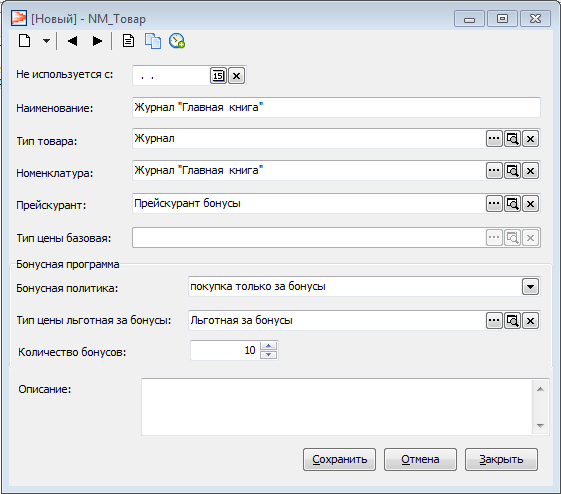 [Новый] - NM_Товар
Не используется с: . . 15
Наименование: Журнал "Главная книга"
Тип товара: Журнал
Номенклатура: Журнал "Главная книга"
Прейскурант: Прейскурант бонусы
Тип цены базовая:
Бонусная программа
Бонусная политика: покупка только за бонусы
Тип цены льготная за бонусы: Льготная за бонусы
Количество бонусов: 10
Описание:
Сохранить Отмена Закрыть